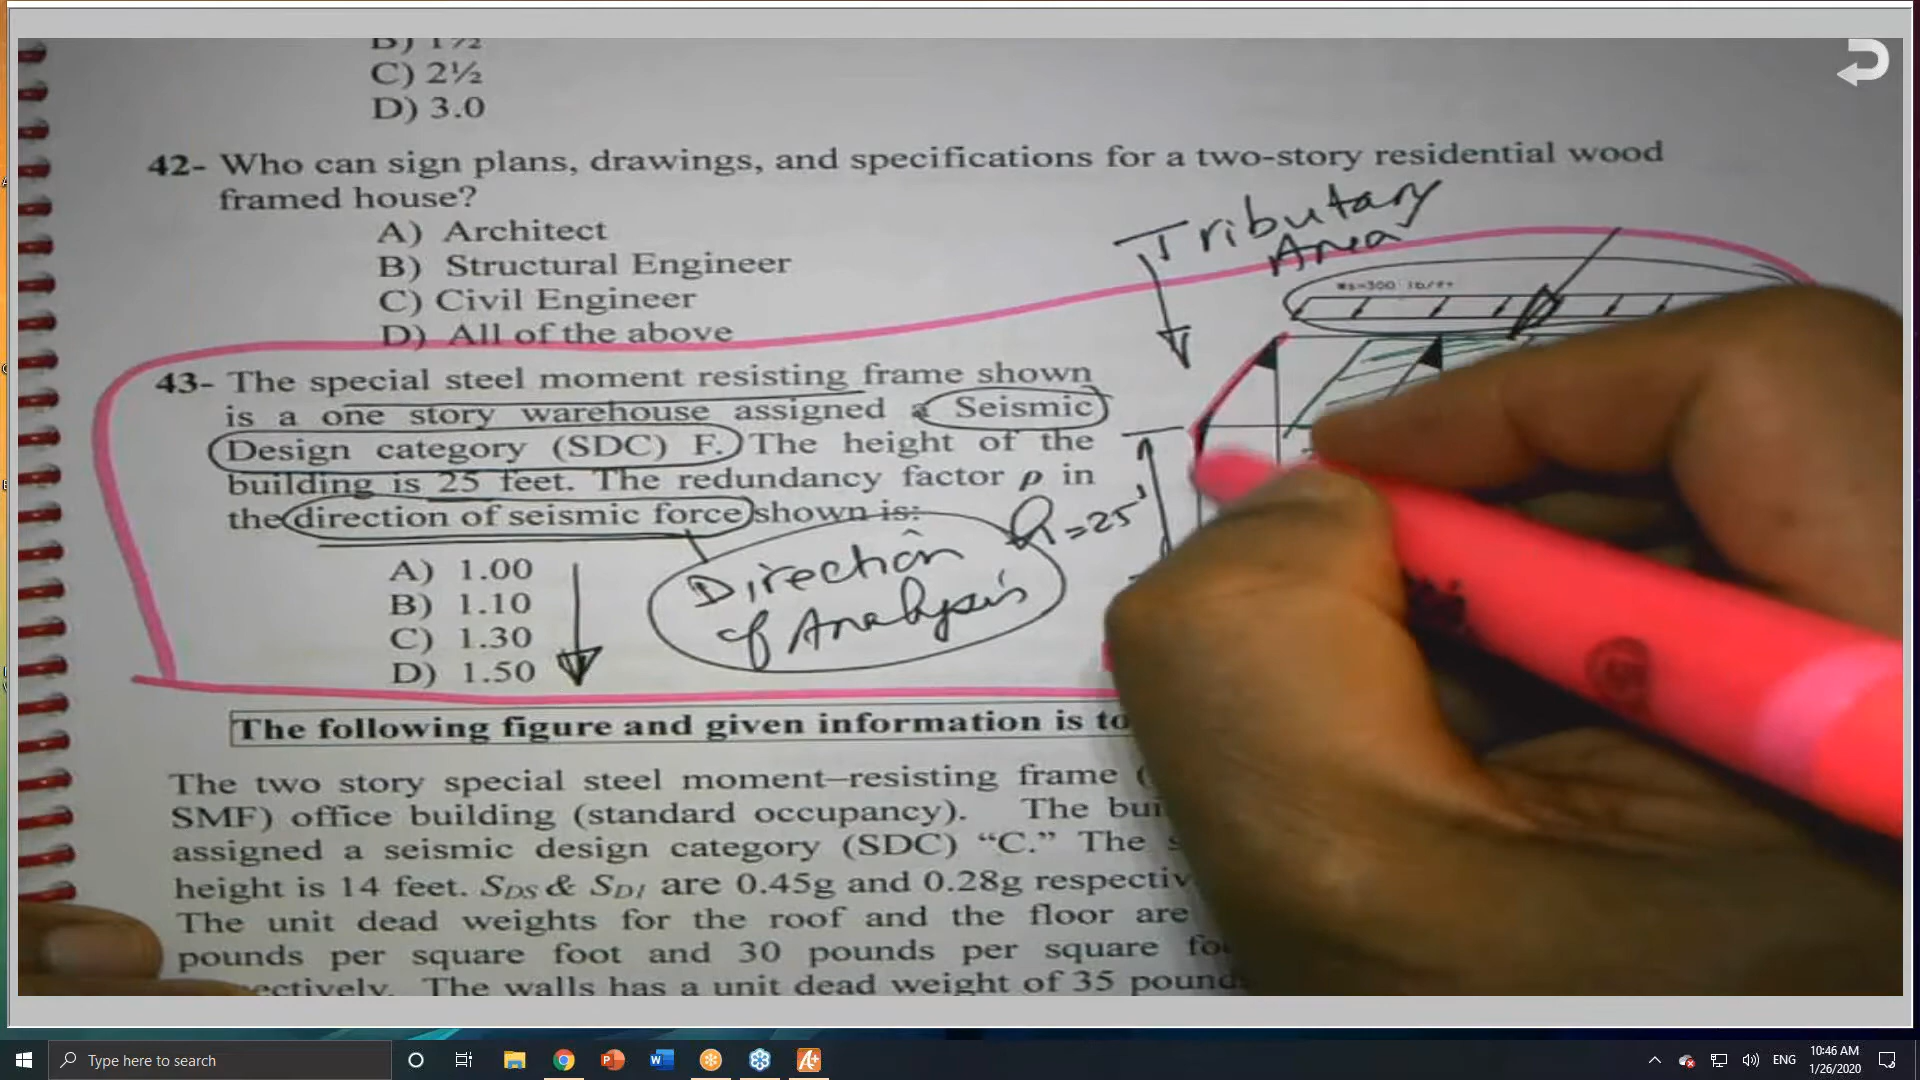 C) 2½
D) 3.0
42- Who can sign plans, drawings, and specifications for a two-story residential wood
framed house?
A) Architect
B) Structural Engineer
C) Civil Engineer
D) All of the above
Tributary
Area
Ws=300 lb/ft
43- The special steel moment resisting frame shown
is a one story warehouse assigned a Seismic
Design category (SDC) F. The height of the
building is 25 feet. The redundancy factor ρ in
the direction of seismic force shown is:
A) 1.00
B) 1.10
C) 1.30
D) 1.50
Direction
of Analysis
=25'
The following figure and given information is to
The two story special steel moment–resisting frame (
SMF) office building (standard occupancy). The bui
assigned a seismic design category (SDC) “C.” The s
height is 14 feet. SDS & SD1 are 0.45g and 0.28g respectiv
The unit dead weights for the roof and the floor are
pounds per square foot and 30 pounds per square fo
ectively. The walls has a unit dead weight of 35 pound
Type here to search
ENG
10:46 AM
1/26/2020